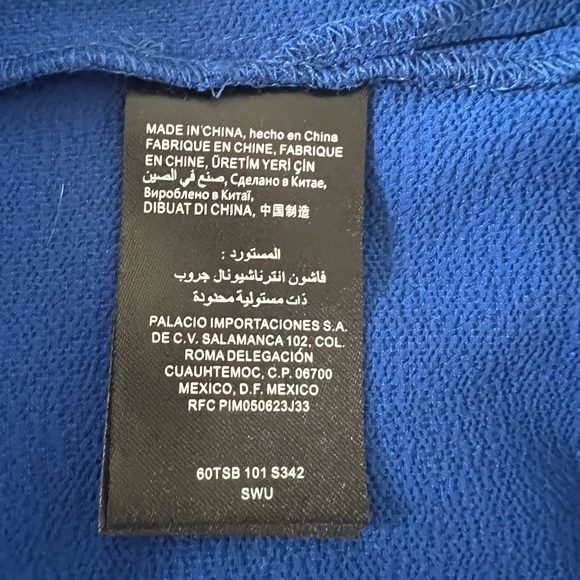 MADE IN CHINA, hecho en China
FABRIQUE EN CHINE, FABRIQUE
EN CHINE, ÜRETİM YERİ ÇİN
صنع في الصين, Сделано в Китае,
Вироблено в Китаї,
DIBUAT DI CHINA, 中国制造
المستورد :
فاشون انترناشيونال جروب
ذات مستولية محدودة
PALACIO IMPORTACIONES S.A.
DE C.V. SALAMANCA 102, COL.
ROMA DELEGACIÓN
CUAUHTEMOC, C.P. 06700
MEXICO, D.F. MEXICO
RFC PIM050623J33
60TSB 101 S342
SWU